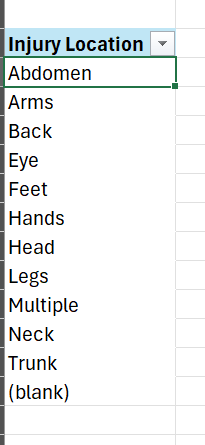 Injury Location
Abdomen
Arms
Back
Eye
Feet
Hands
Head
Legs
Multiple
Neck
Trunk
(blank)